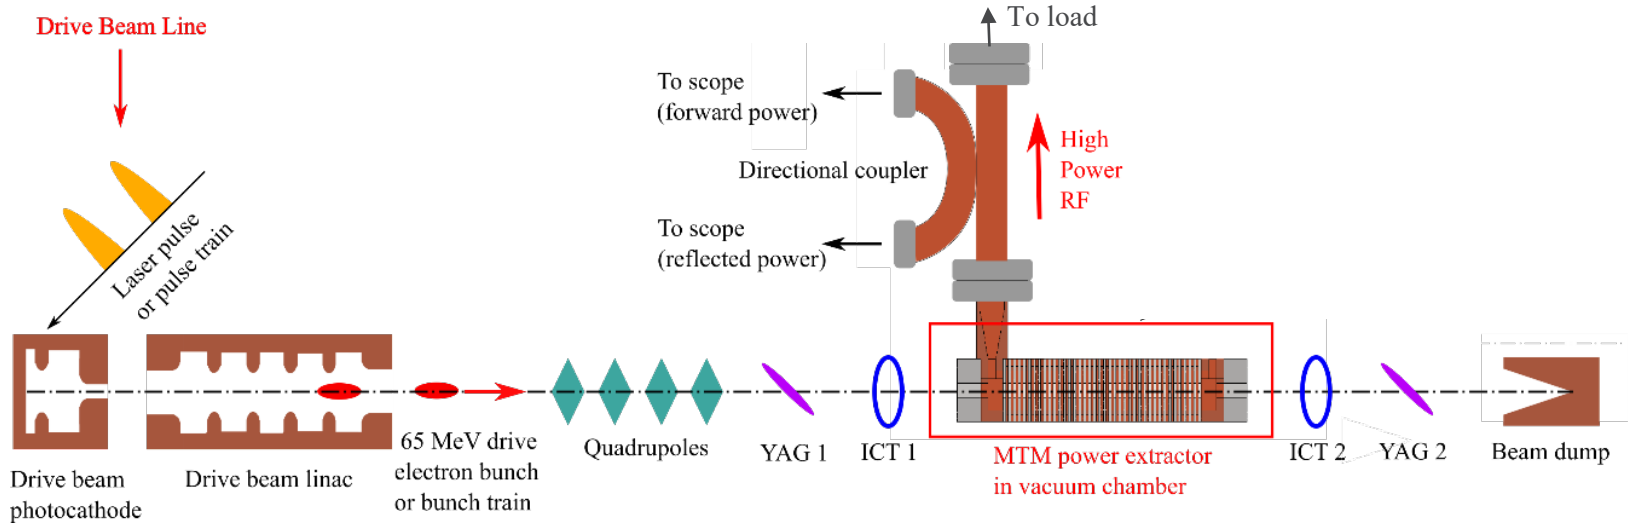 Drive Beam Line
To load
To scope
(forward power)
Directional coupler
High
Power
RF
To scope
(reflected power)
Laser pulse
or pulse train
Drive beam
photocathode
Drive beam linac
65 MeV drive
electron bunch
or bunch train
Quadrupoles
YAG 1
ICT 1
MTM power extractor
in vacuum chamber
ICT 2
YAG 2
Beam dump